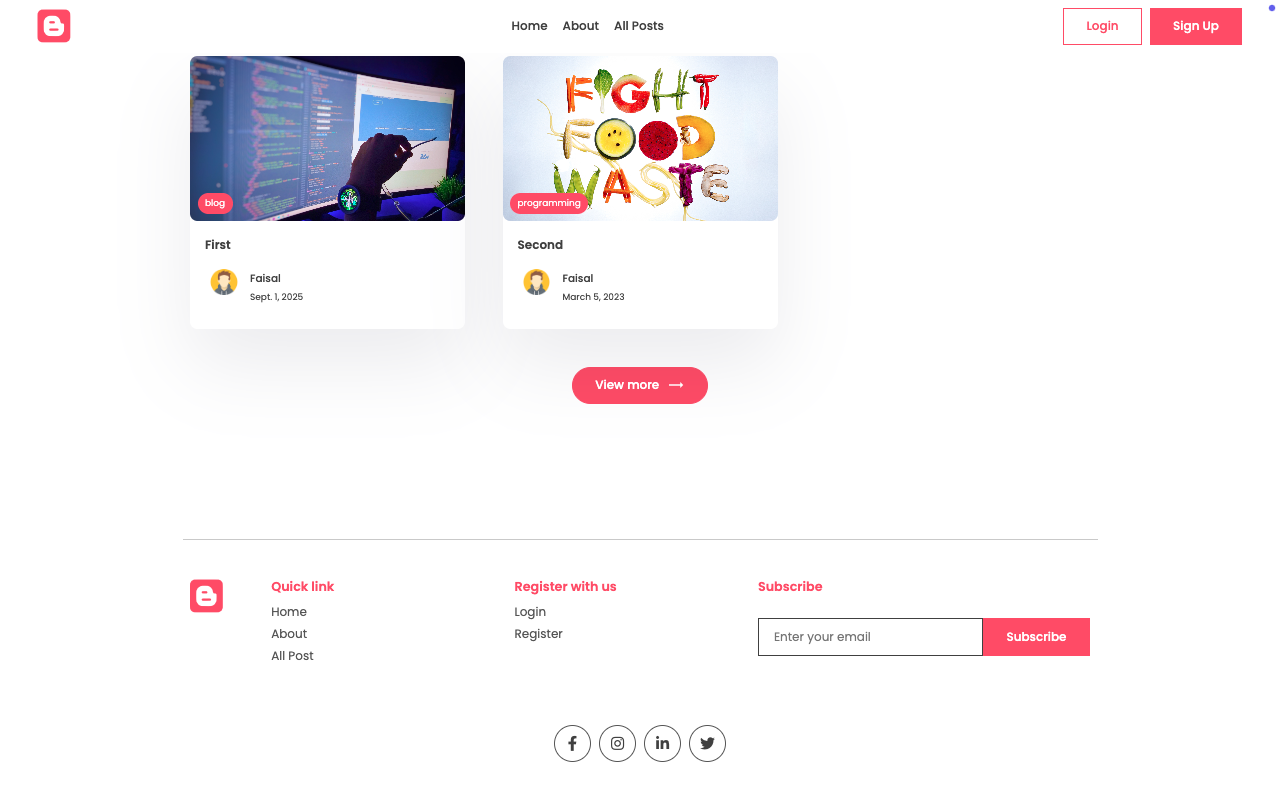 Home About All Posts
Login Sign Up
FIGHT
FOOD
WASTE
blog
programming
First
Faisal
Sept. 1, 2025
Second
Faisal
March 5, 2023
View more
Quick link
Home
About
All Post
Register with us
Login
Register
Subscribe
Enter your email
Subscribe